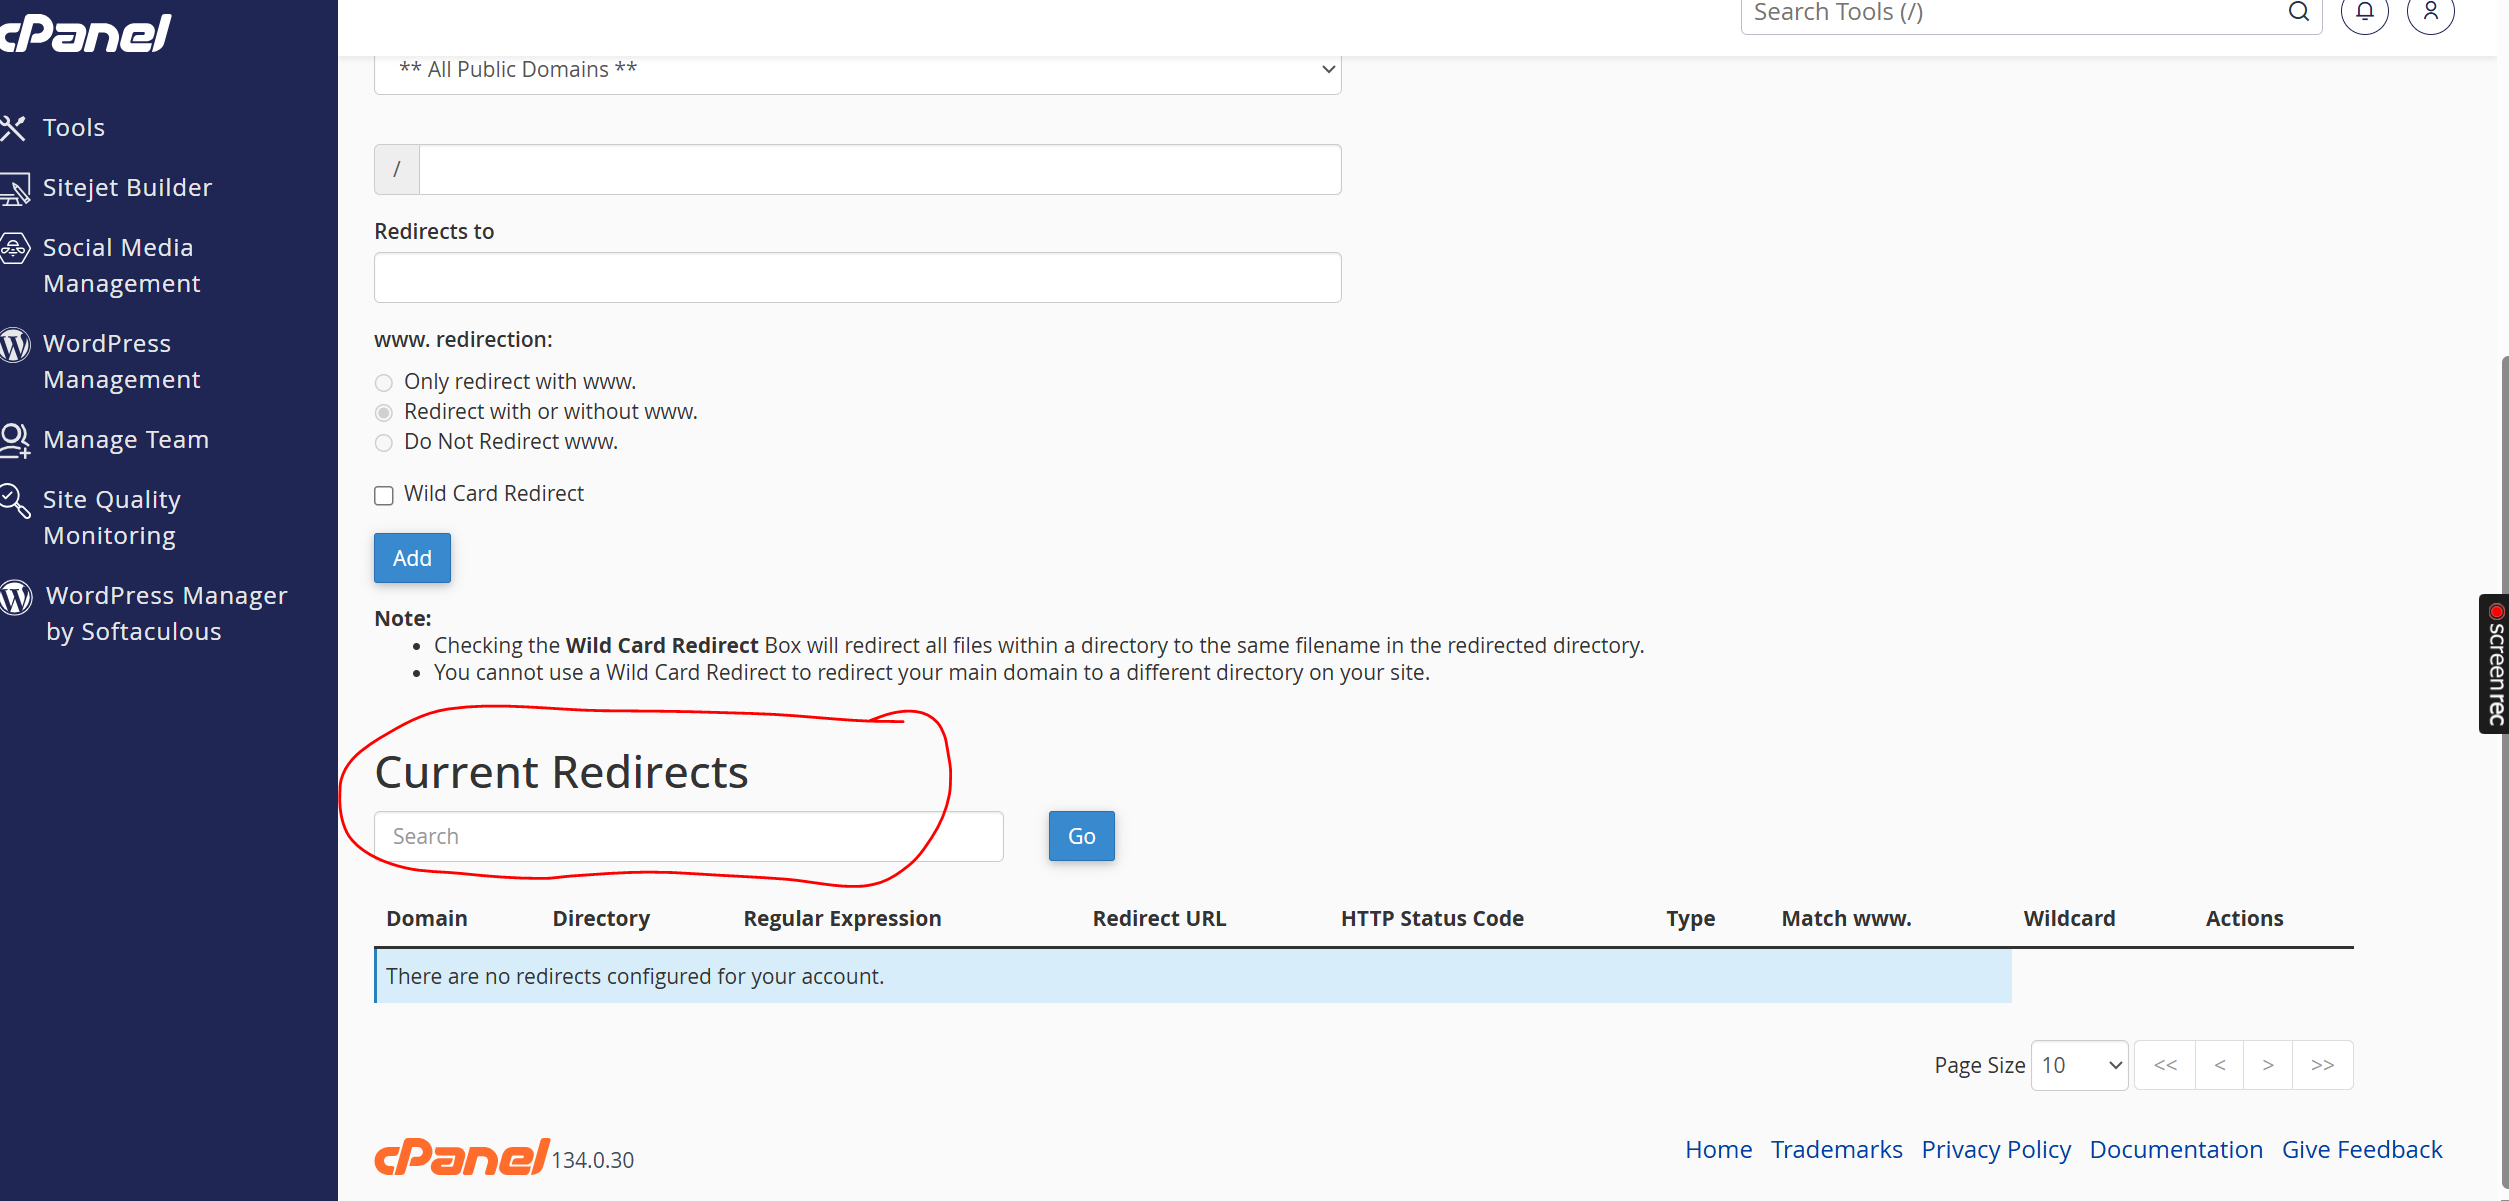 cPanel
Search Tools (/)
** All Public Domains **
Tools
/
Sitejet Builder
Redirects to
Social Media
Management
www. redirection:
WordPress
Management
Only redirect with www.
Redirect with or without www.
Do Not Redirect www.
Manage Team
Wild Card Redirect
Site Quality
Monitoring
Add
WordPress Manager
by Softaculous
Note:
Checking the Wild Card Redirect Box will redirect all files within a directory to the same filename in the redirected directory.
You cannot use a Wild Card Redirect to redirect your main domain to a different directory on your site.
screenrec
Current Redirects
Search
Go
Domain Directory Regular Expression Redirect URL HTTP Status Code Type Match www. Wildcard Actions
There are no redirects configured for your account.
Page Size 10 << < > >>
cPanel 134.0.30
Home Trademarks Privacy Policy Documentation Give Feedback